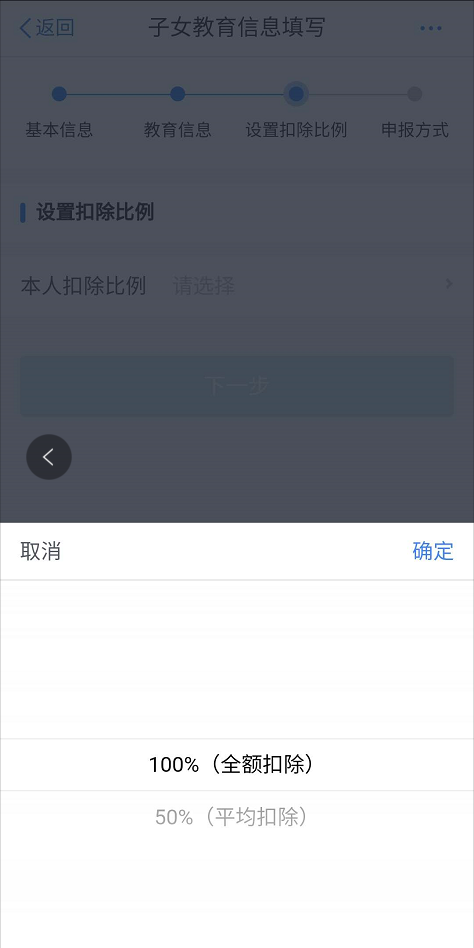 返回 子女教育信息填写
基本信息 教育信息 设置扣除比例 申报方式
设置扣除比例
本人扣除比例 请选择
下一步
取消 确定
100%（全额扣除）
50%（平均扣除）